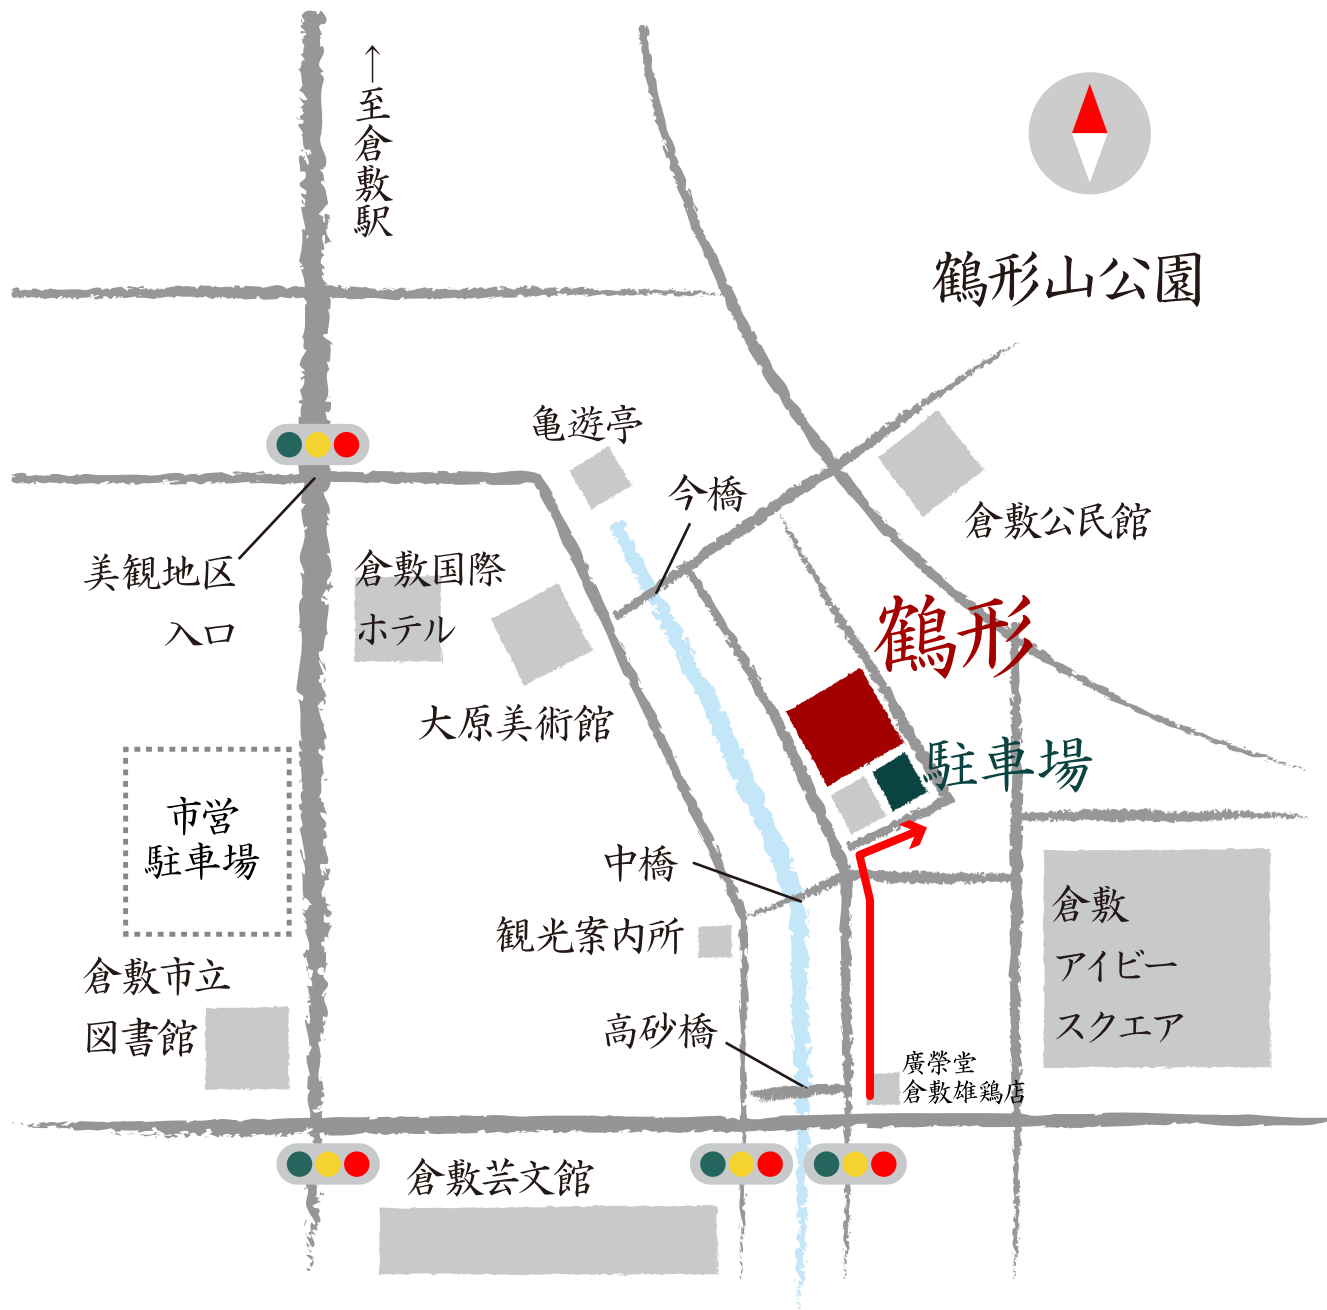 ←至倉敷駅
鶴形山公園
亀遊亭
今橋
倉敷公民館
美観地区
入口
倉敷国際
ホテル
鶴形
大原美術館
駐車場
市営
駐車場
中橋
倉敷
アイビー
スクエア
観光案内所
倉敷市立
図書館
高砂橋
廣榮堂
倉敷雄鶏店
倉敷芸文館